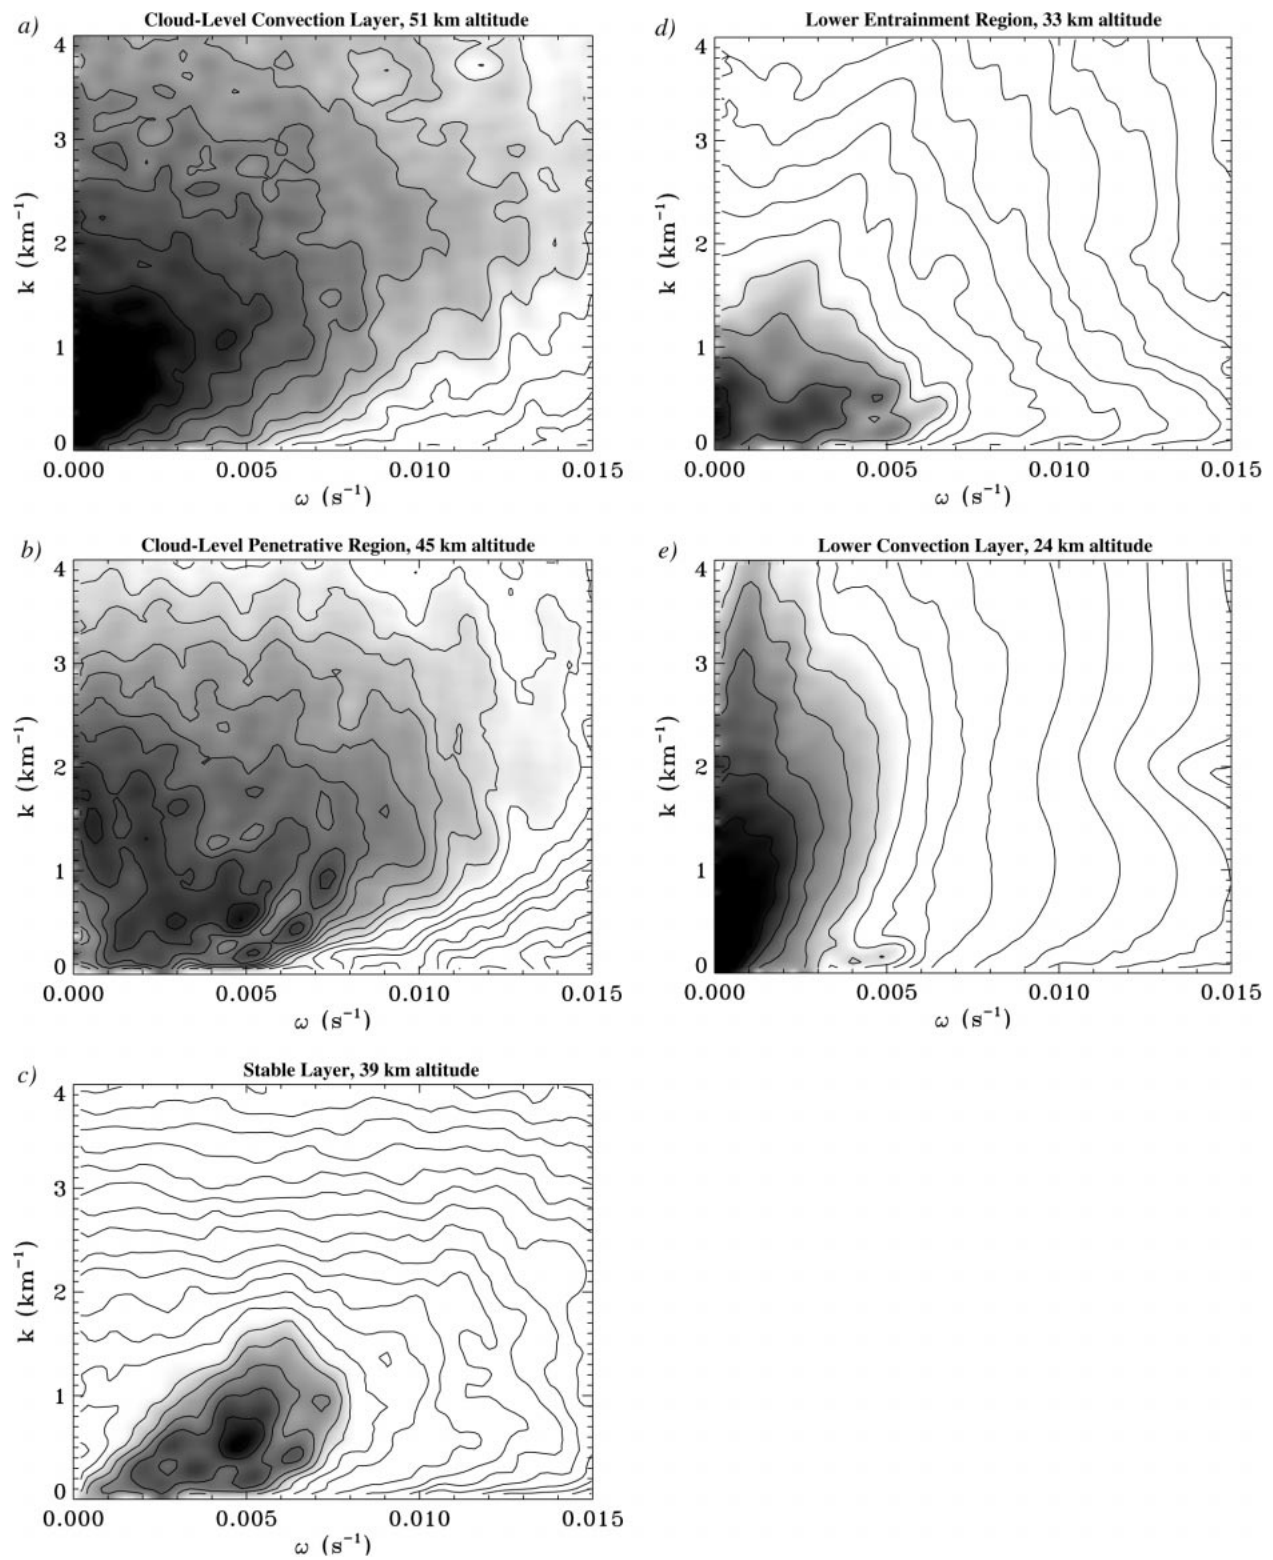 a)
Cloud-Level Convection Layer, 51 km altitude
4
3
2
1
0
k (km⁻¹)
0.000 0.005 0.010 0.015
ω (s⁻¹)
b)
Cloud-Level Penetrative Region, 45 km altitude
4
3
2
1
0
k (km⁻¹)
0.000 0.005 0.010 0.015
ω (s⁻¹)
c)
Stable Layer, 39 km altitude
4
3
2
1
0
k (km⁻¹)
0.000 0.005 0.010 0.015
ω (s⁻¹)
d)
Lower Entrainment Region, 33 km altitude
4
3
2
1
0
k (km⁻¹)
0.000 0.005 0.010 0.015
ω (s⁻¹)
e)
Lower Convection Layer, 24 km altitude
4
3
2
1
0
k (km⁻¹)
0.000 0.005 0.010 0.015
ω (s⁻¹)